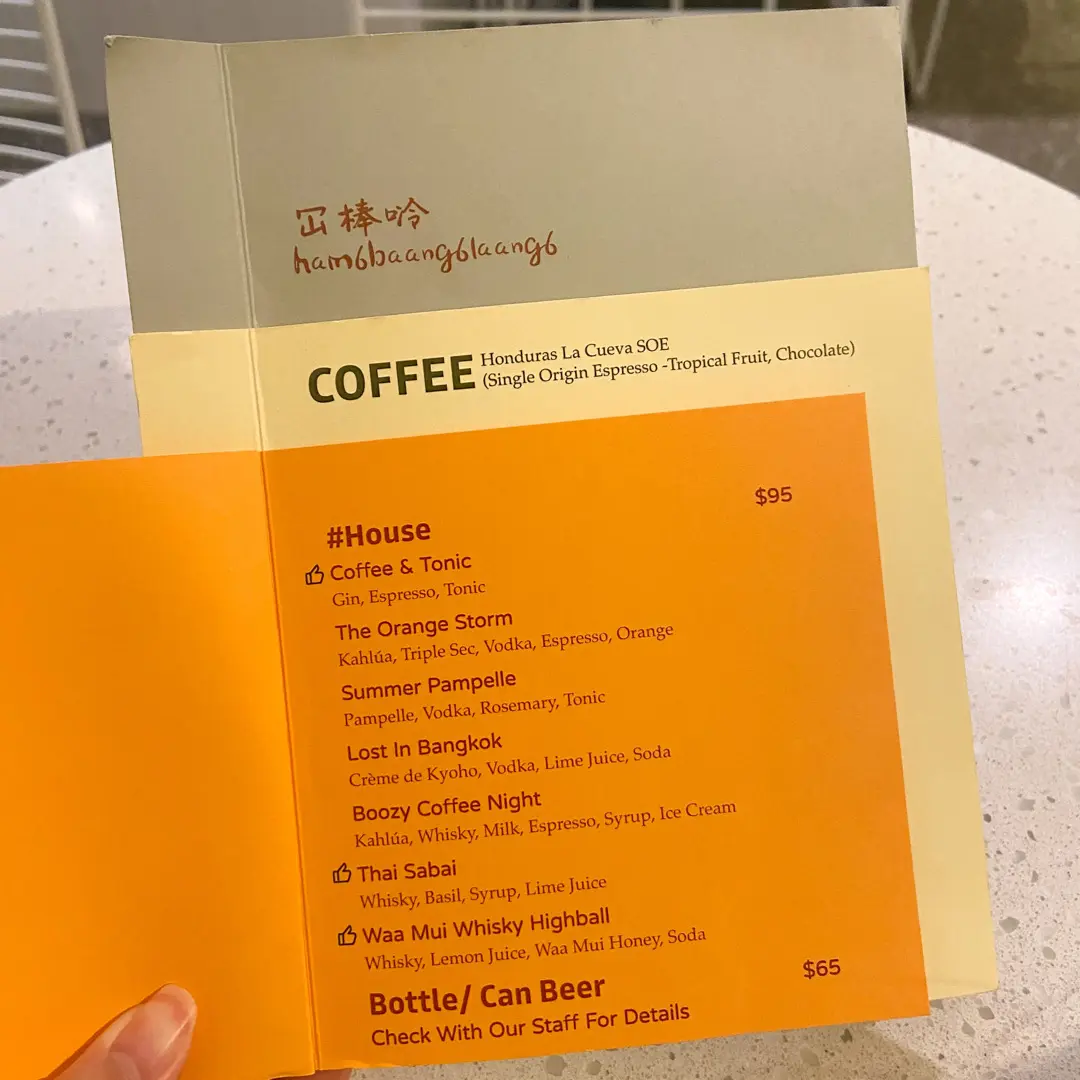 冚棒唥
ham6baang6laang6
COFFEE Honduras La Cueva SOE
(Single Origin Espresso -Tropical Fruit, Chocolate)
$95
#House
Coffee & Tonic
Gin, Espresso, Tonic
The Orange Storm
Kahlúa, Triple Sec, Vodka, Espresso, Orange
Summer Pampelle
Pampelle, Vodka, Rosemary, Tonic
Lost In Bangkok
Crème de Kyoho, Vodka, Lime Juice, Soda
Boozy Coffee Night
Kahlúa, Whisky, Milk, Espresso, Syrup, Ice Cream
Thai Sabai
Whisky, Basil, Syrup, Lime Juice
Waa Mui Whisky Highball
Whisky, Lemon Juice, Waa Mui Honey, Soda
Bottle/ Can Beer $65
Check With Our Staff For Details